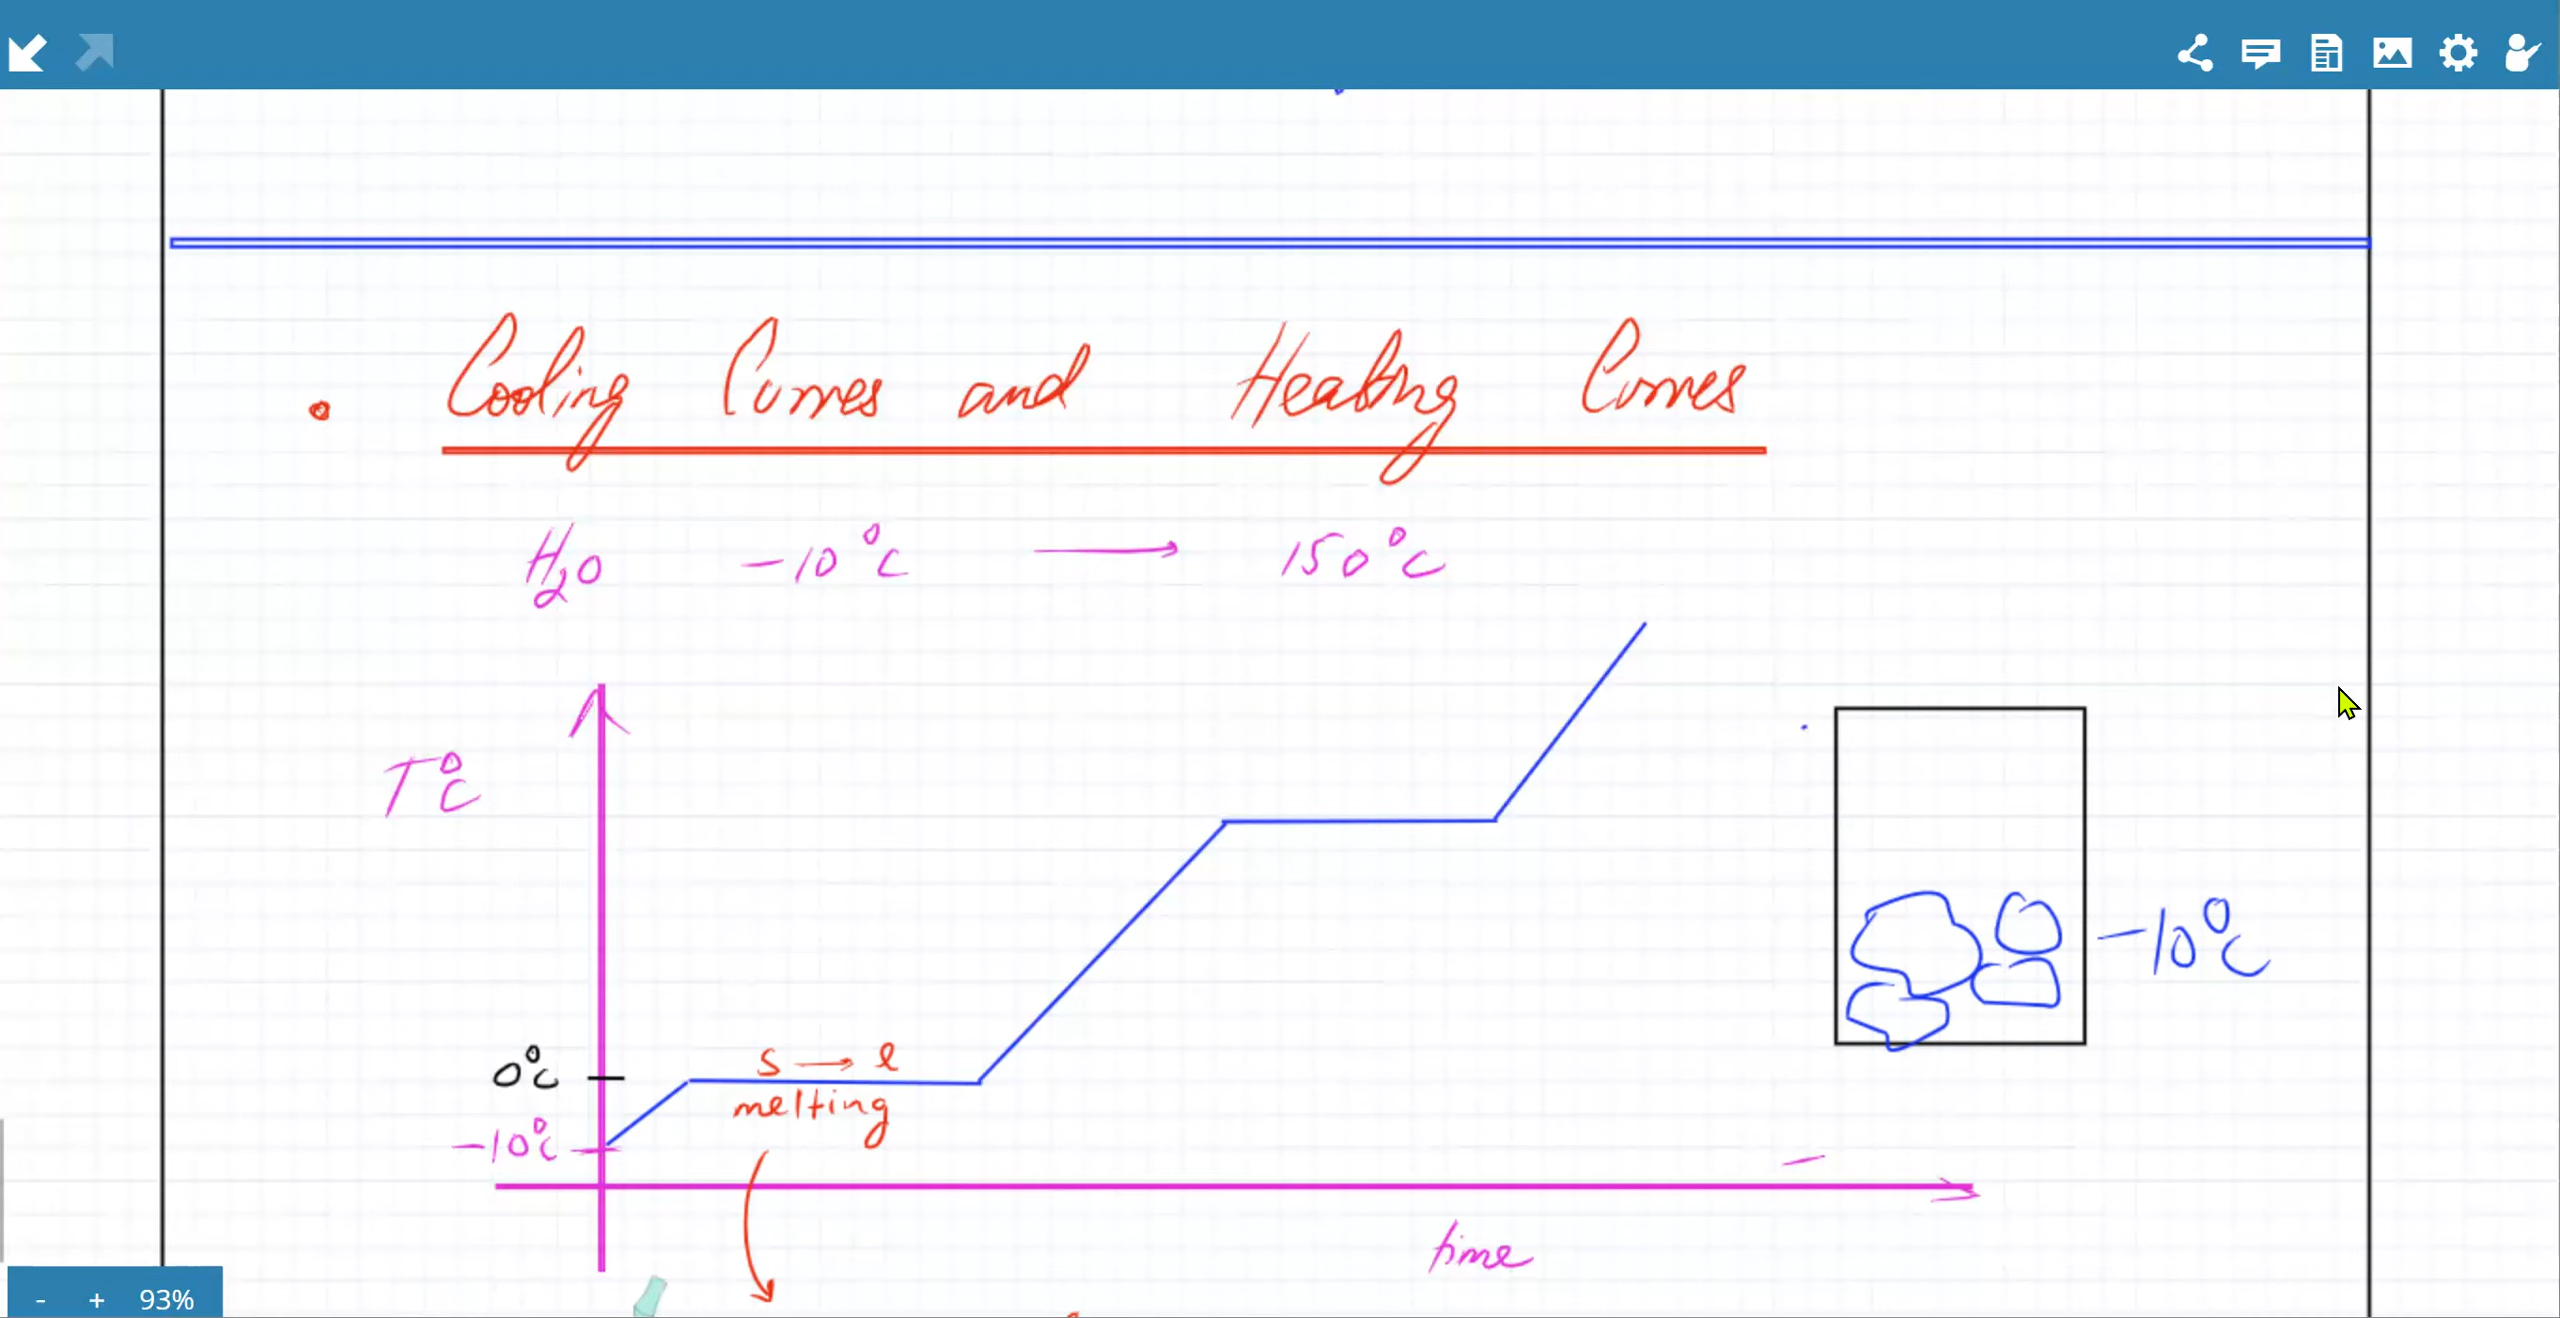 • Cooling Curves and Heating Curves
H₂O -10°C → 150°C
T°C
-10°C
0°C
s → l
melting
-10°C
time
- + 93%